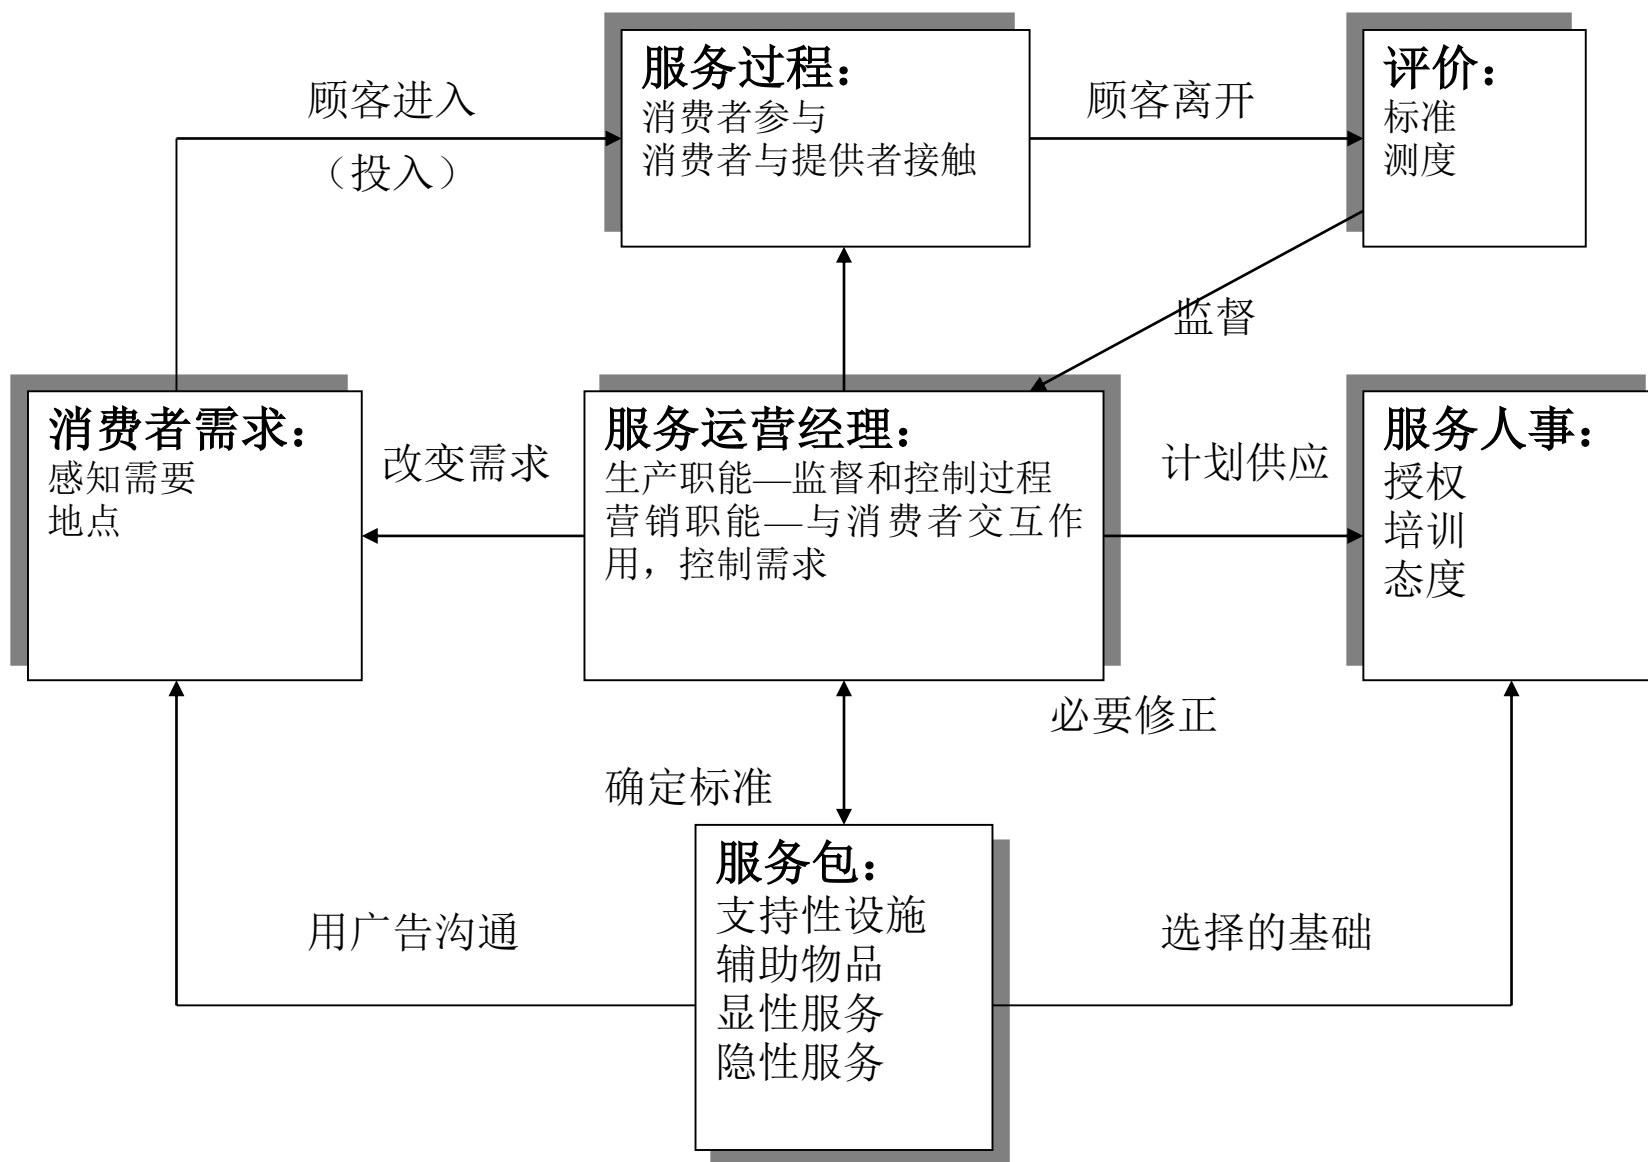 服务过程：
消费者参与
消费者与提供者接触
评价：
标准
测度
顾客进入
（投入）
顾客离开
监督
消费者需求：
感知需要
地点
改变需求
服务运营经理：
生产职能—监督和控制过程
营销职能—与消费者交互作
用，控制需求
计划供应
服务人事：
授权
培训
态度
必要修正
确定标准
服务包：
支持性设施
辅助物品
显性服务
隐性服务
用广告沟通
选择的基础